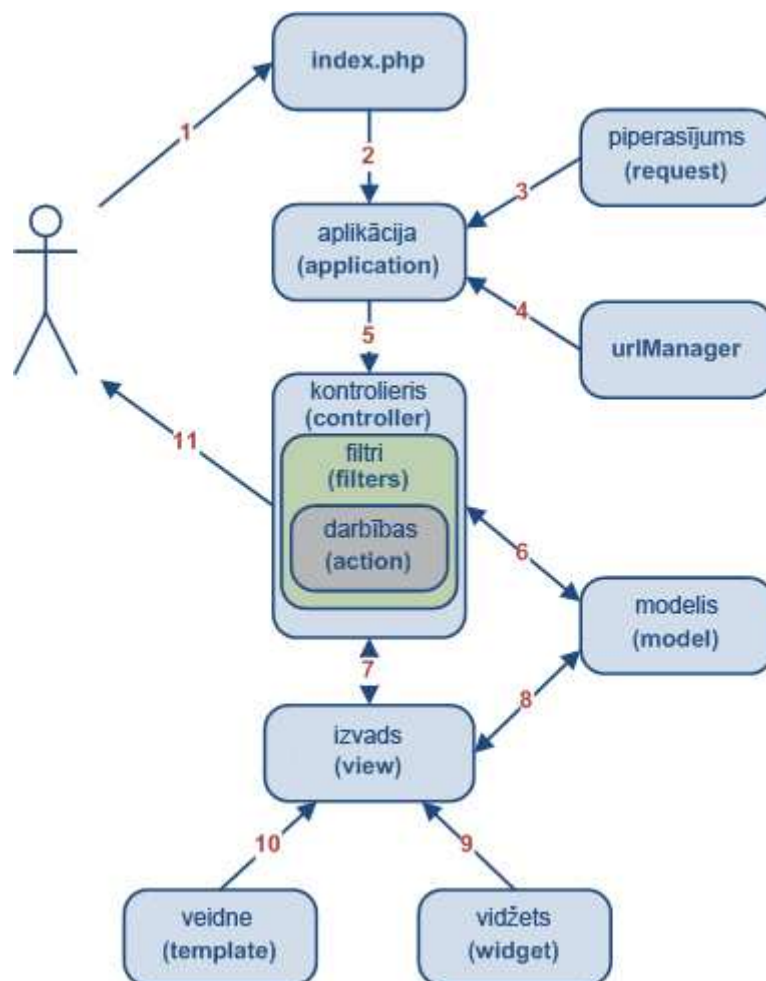 index.php
1
2
piperasījums
(request)
3
aplikācija
(application)
4
urlManager
5
kontrolieris
(controller)
filtri
(filters)
11
darbības
(action)
6
modelis
(model)
7
8
izvads
(view)
10
9
veidne
(template)
vidžets
(widget)